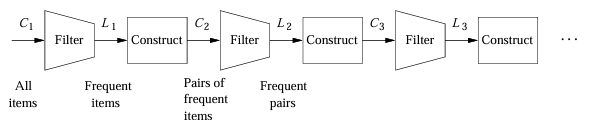 C1 Filter L1 Construct C2 Filter L2 Construct C3 Filter L3 Construct ...
All items
Frequent items
Pairs of frequent items
Frequent pairs